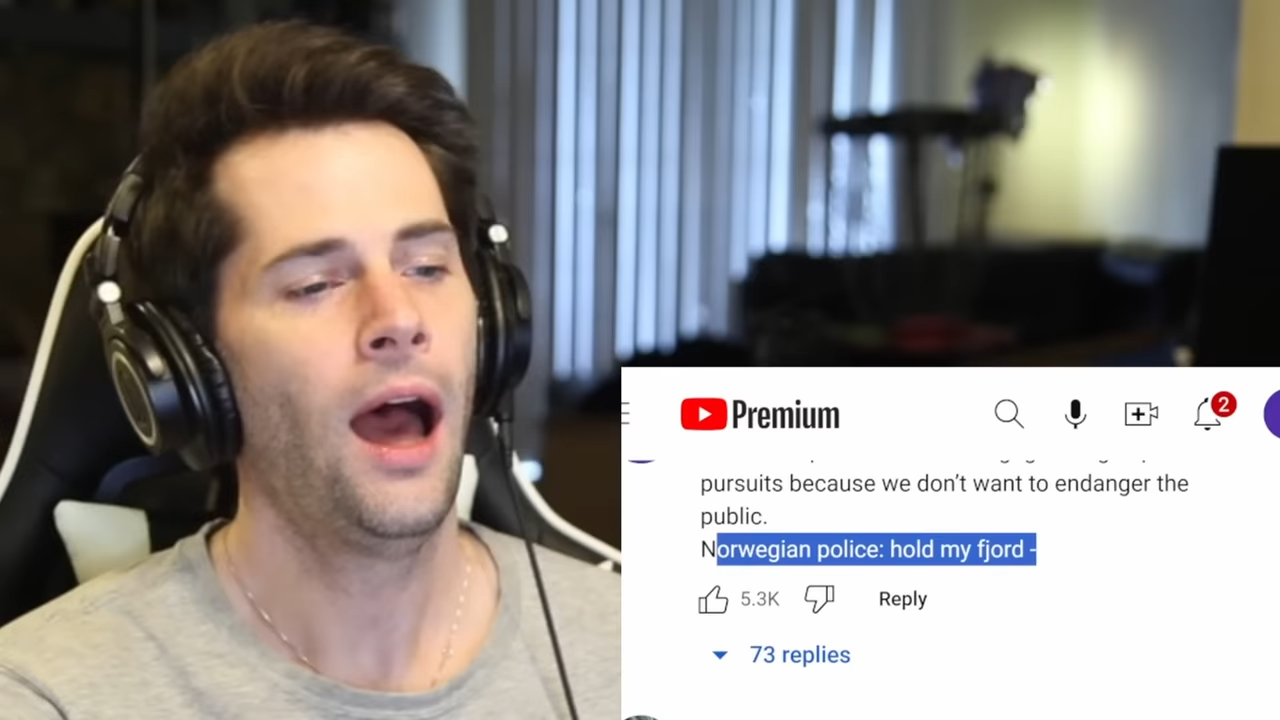 Premium
2
pursuits because we don't want to endanger the
public.
Norwegian police: hold my fjord -
5.3K
Reply
73 replies